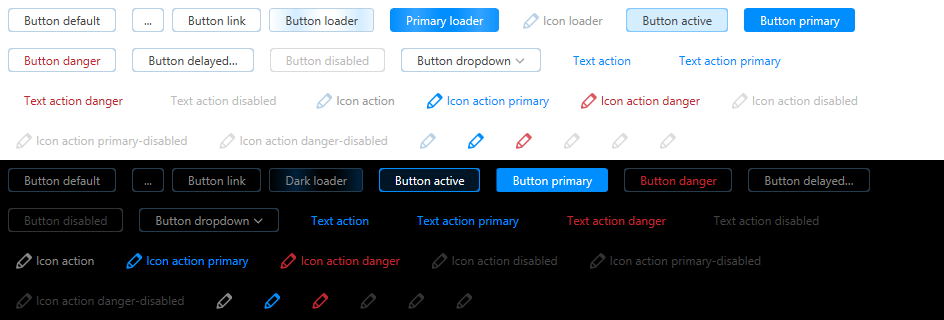 Button default ... Button link Button loader Primary loader Icon loader Button active Button primary
Button danger Button delayed... Button disabled Button dropdown Text action Text action primary
Text action danger Text action disabled Icon action Icon action primary Icon action danger Icon action disabled
Icon action primary-disabled Icon action danger-disabled
Button default ... Button link Dark loader Button active Button primary Button danger Button delayed...
Button disabled Button dropdown Text action Text action primary Text action danger Text action disabled
Icon action Icon action primary Icon action danger Icon action disabled Icon action primary-disabled
Icon action danger-disabled